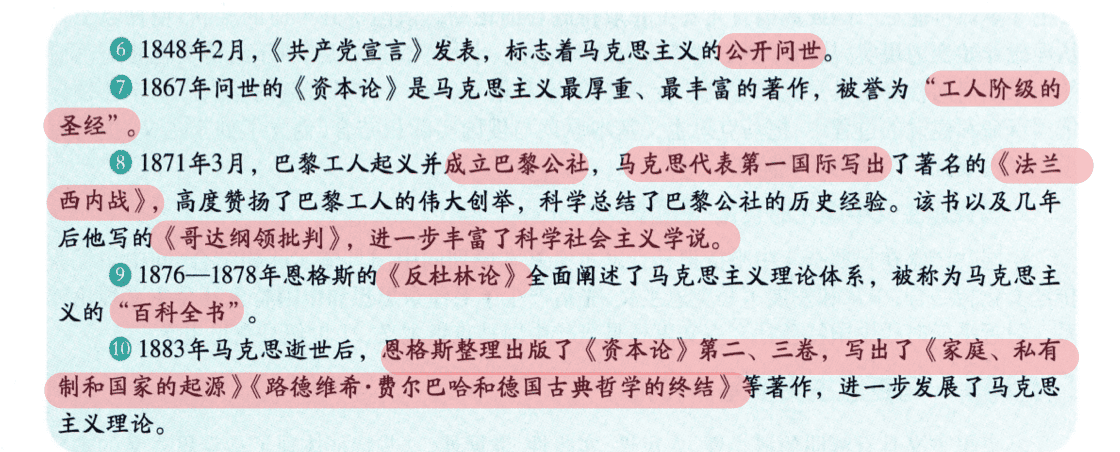 ⑥ 1848年2月，《共产党宣言》发表，标志着马克思主义的公开问世。
⑦ 1867年问世的《资本论》是马克思主义最厚重、最丰富的著作，被誉为“工人阶级的
圣经”。
⑧ 1871年3月，巴黎工人起义并成立巴黎公社，马克思代表第一国际写出了著名的《法兰
西内战》，高度赞扬了巴黎工人的伟大创举，科学总结了巴黎公社的历史经验。该书以及几年
后他写的《哥达纲领批判》，进一步丰富了科学社会主义学说。
⑨ 1876—1878年恩格斯的《反杜林论》全面阐述了马克思主义理论体系，被称为马克思主
义的“百科全书”。
⑩ 1883年马克思逝世后，恩格斯整理出版了《资本论》第二、三卷，写出了《家庭、私有
制和国家的起源》《路德维希·费尔巴哈和德国古典哲学的终结》等著作，进一步发展了马克思
主义理论。